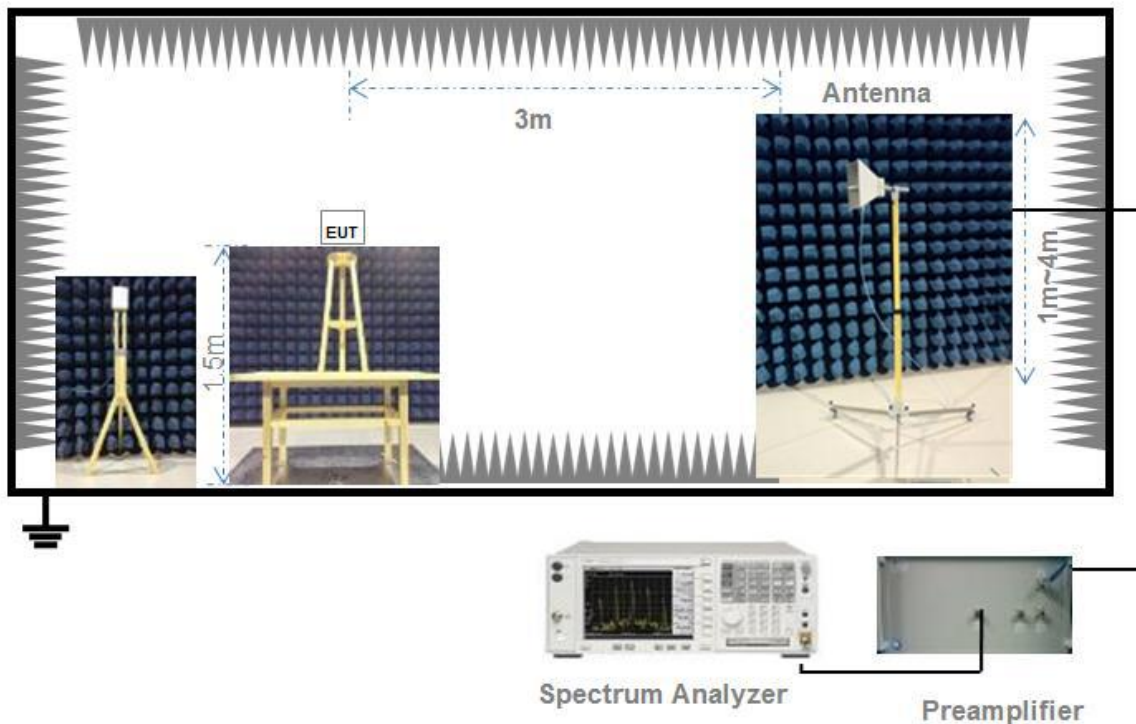 Antenna
3m
EUT
1.5m
1m~4m
Spectrum Analyzer
Preamplifier